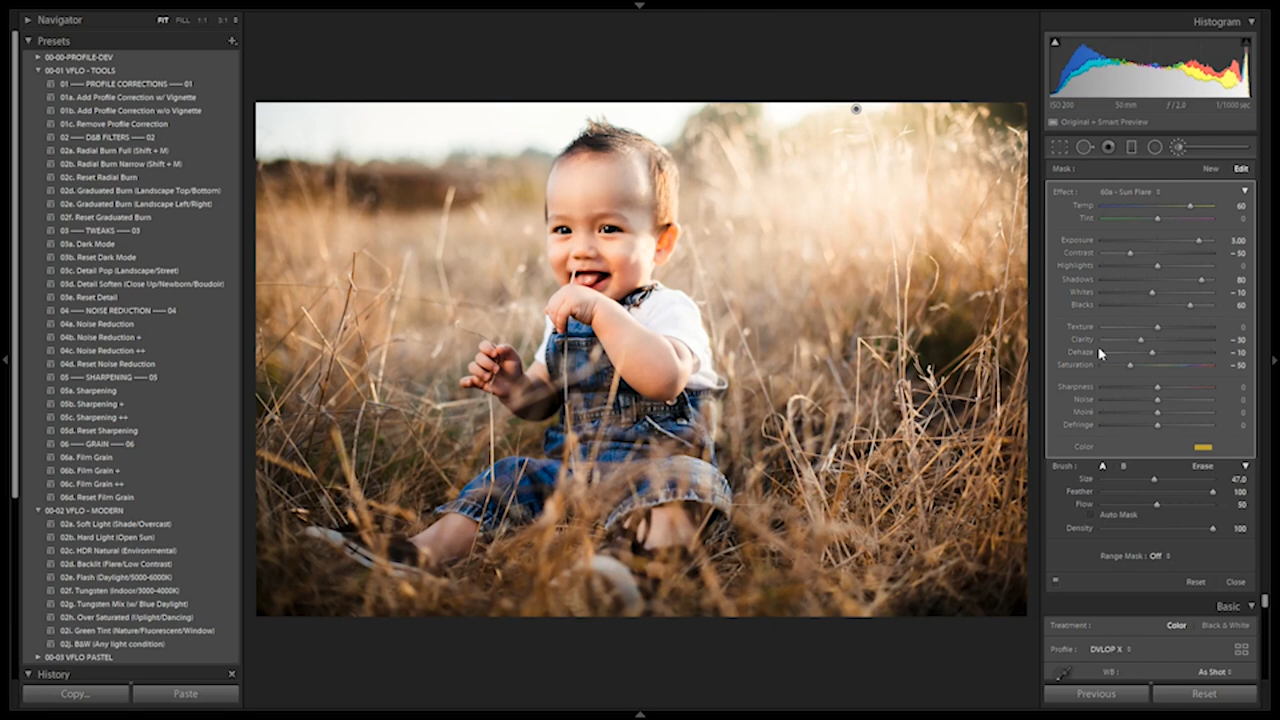 Navigator FIT FILL 1:1 3:1
Presets
00-00-PROFILE-DEV
00-01 VFLO - TOOLS
01 —— PROFILE CORRECTIONS —— 01
01a. Add Profile Correction w/ Vignette
01b. Add Profile Correction w/o Vignette
01c. Remove Profile Correction
02 —— D&B FILTERS —— 02
02a. Radial Burn Full (Shift + M)
02b. Radial Burn Narrow (Shift + M)
02c. Reset Radial Burn
02d. Graduated Burn (Landscape Top/Bottom)
02e. Graduated Burn (Landscape Left/Right)
02f. Reset Graduated Burn
03 —— TWEAKS —— 03
03a. Dark Mode
03b. Reset Dark Mode
03c. Detail Pop (Landscape/Street)
03d. Detail Soften (Close Up/Newborn/Boudoir)
03e. Reset Detail
04 —— NOISE REDUCTION —— 04
04a. Noise Reduction
04b. Noise Reduction +
04c. Noise Reduction ++
04d. Reset Noise Reduction
05 —— SHARPENING —— 05
05a. Sharpening
05b. Sharpening +
05c. Sharpening ++
05d. Reset Sharpening
06 —— GRAIN —— 06
06a. Film Grain
06b. Film Grain +
06c. Film Grain ++
06d. Reset Film Grain
00-02 VFLO - MODERN
02a. Soft Light (Shade/Overcast)
02b. Hard Light (Open Sun)
02c. HDR Natural (Environmental)
02d. Backlit (Flare/Low Contrast)
02e. Flash (Daylight/5000-6000K)
02f. Tungsten (Indoor/3000-4000K)
02g. Tungsten Mix (w/ Blue Daylight)
02h. Over Saturated (Uplight/Dancing)
02i. Green Tint (Nature/Fluorescent/Window)
02j. B&W (Any light condition)
00-03 VFLO PASTEL
History
Copy... Paste
Histogram
ISO 200 50 mm ƒ / 2.0 1/1000 sec
Original + Smart Preview
Mask : New Edit
Effect : 60a - Sun Flare
Temp 60
Tint 0
Exposure 3.00
Contrast – 50
Highlights 0
Shadows 80
Whites – 10
Blacks 60
Texture 0
Clarity – 30
Dehaze – 10
Saturation – 50
Sharpness 0
Noise 0
Moiré 0
Defringe 0
Color
Brush : A B Erase
Size 47.0
Feather 100
Flow 50
Auto Mask
Density 100
Range Mask : Off
Reset Close
Basic
Treatment : Color Black & White
Profile : DVLOP X
WB : As Shot
Previous Reset